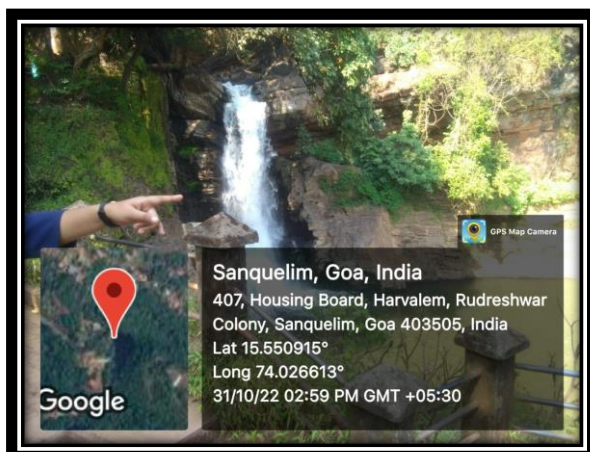 GPS Map Camera
Sanquelim, Goa, India
407, Housing Board, Harvalem, Rudreshwar
Colony, Sanquelim, Goa 403505, India
Lat 15.550915°
Long 74.026613°
31/10/22 02:59 PM GMT +05:30
Google